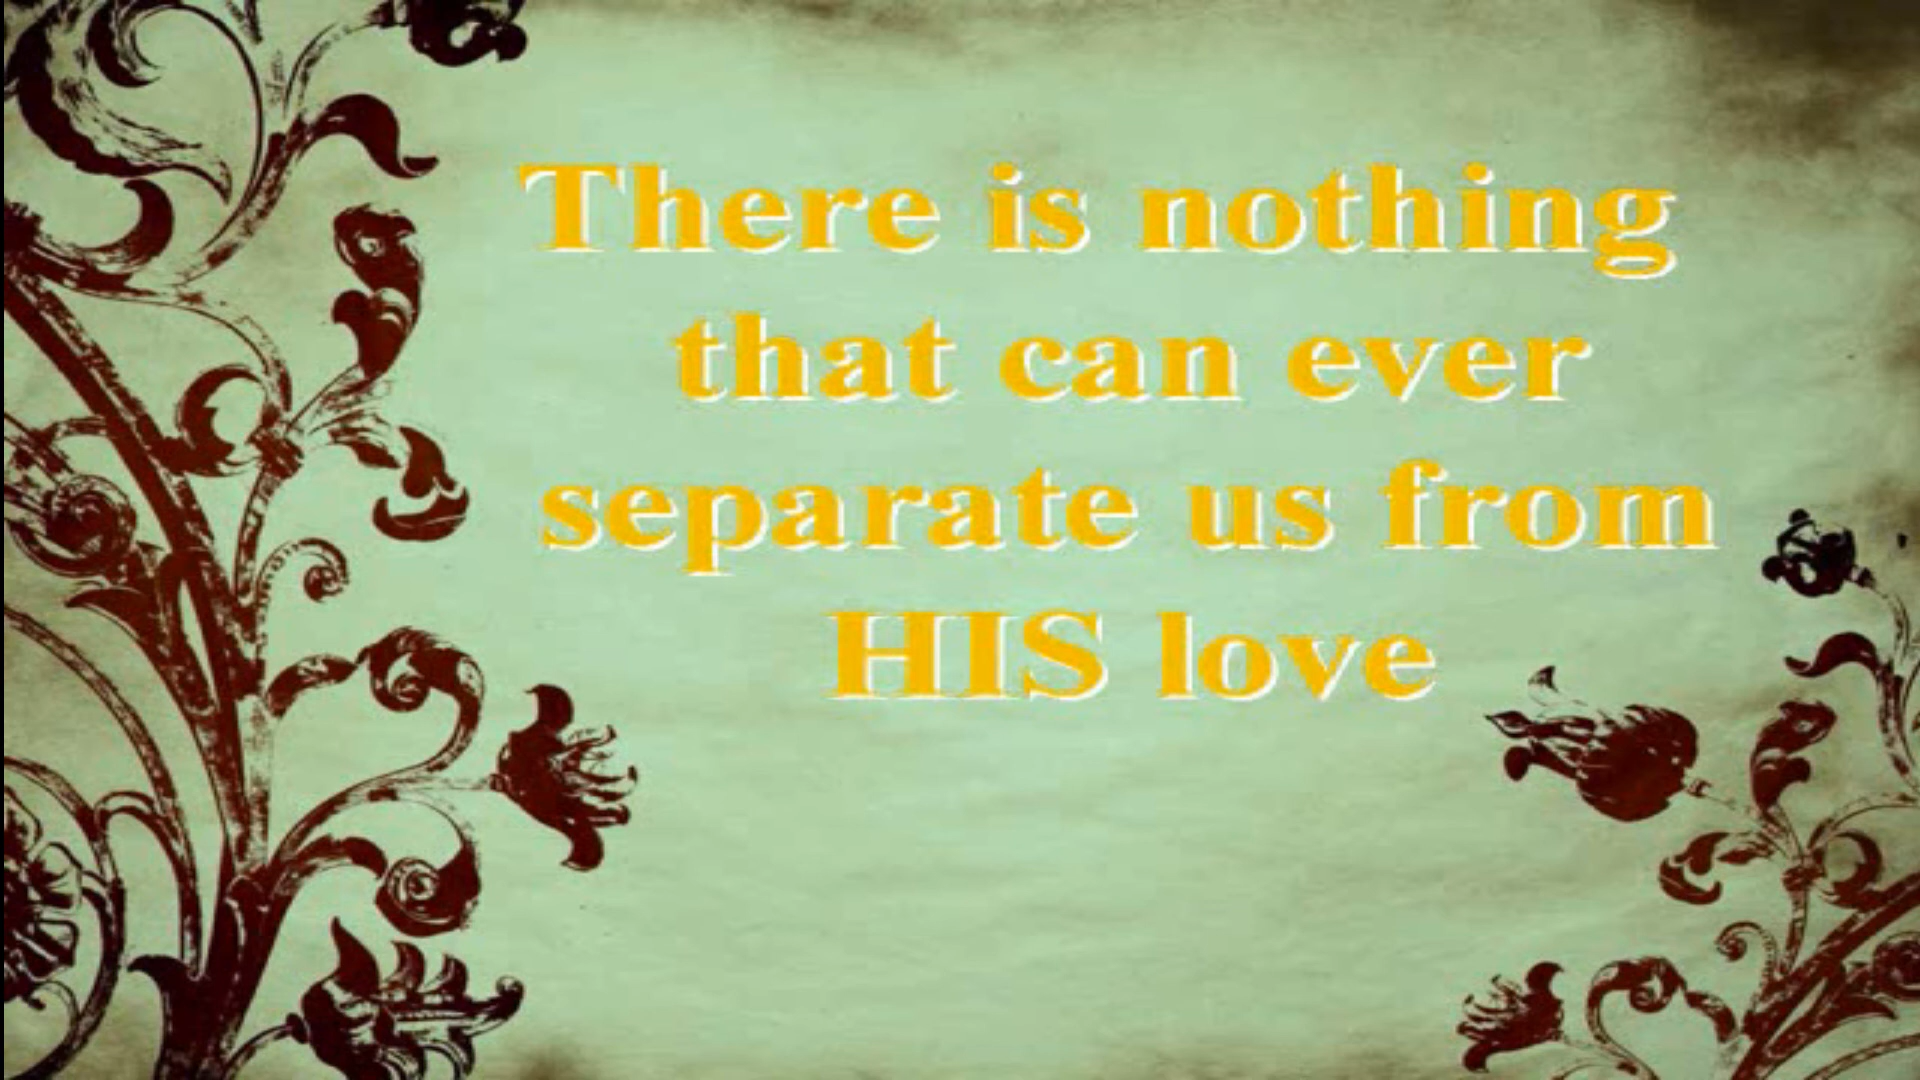 There is nothing
that can ever
separate us from
HIS love